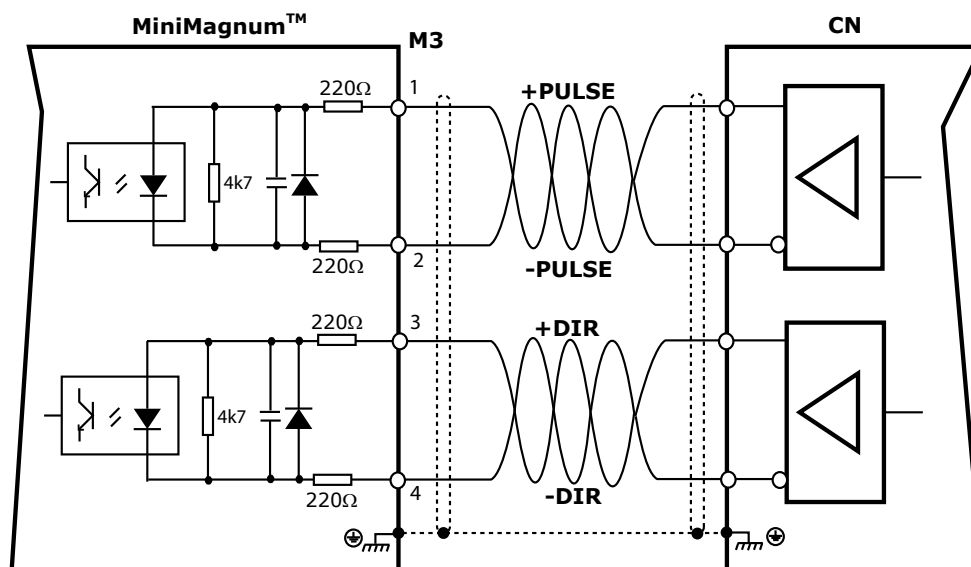 MiniMagnum™
M3
CN
220Ω
1
+PULSE
4k7
220Ω
2
-PULSE
220Ω
3
+DIR
4k7
220Ω
4
-DIR